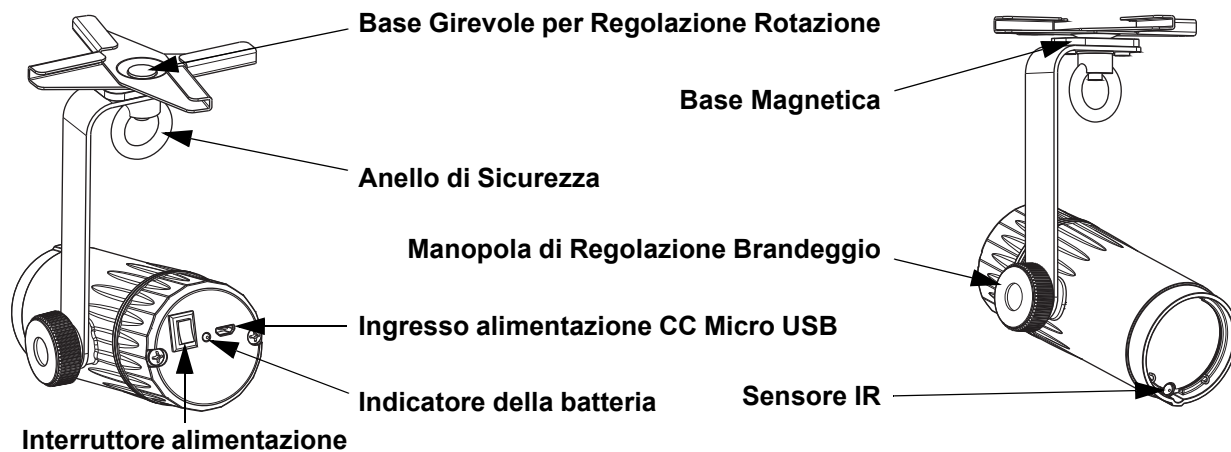 Base Girevole per Regolazione Rotazione
Base Magnetica
Anello di Sicurezza
Manopola di Regolazione Brandeggio
Ingresso alimentazione CC Micro USB
Indicatore della batteria
Sensore IR
Interruttore alimentazione